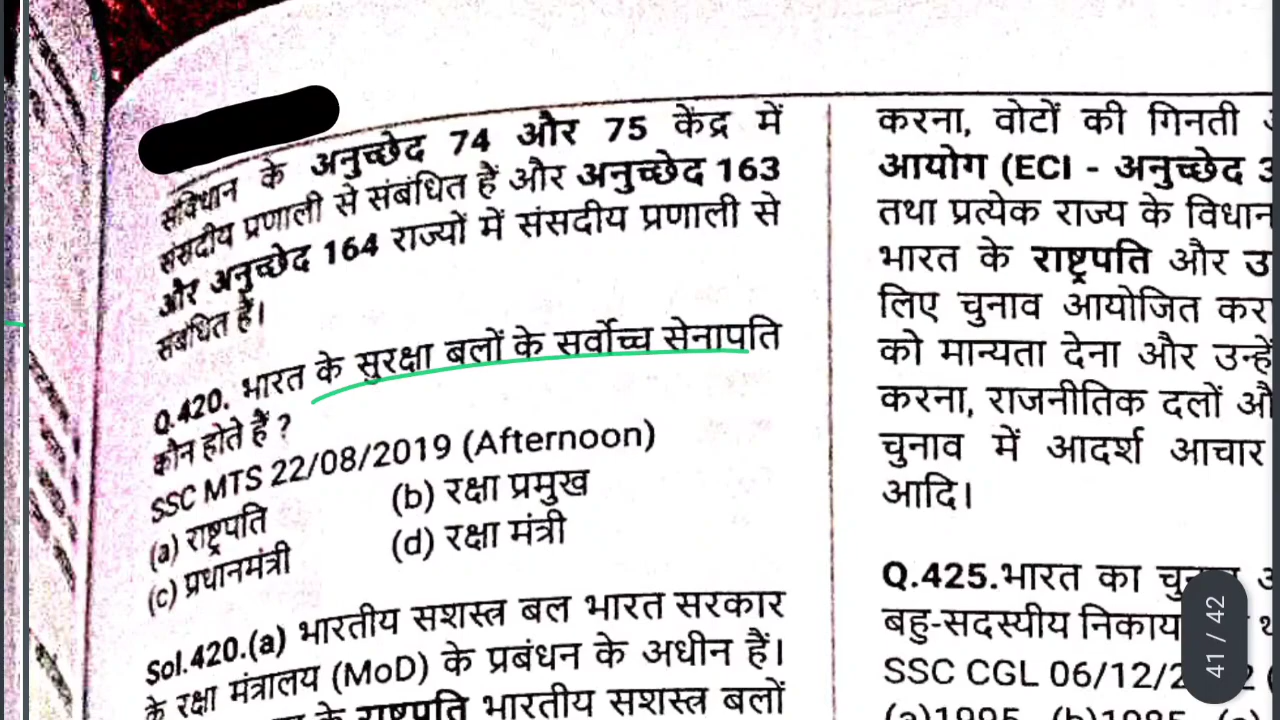 संविधान के अनुच्छेद 74 और 75 केंद्र में
संसदीय प्रणाली से संबंधित हैं और अनुच्छेद 163
और अनुच्छेद 164 राज्यों में संसदीय प्रणाली से
संबंधित हैं।
Q.420. भारत के सुरक्षा बलों के सर्वोच्च सेनापति
कौन होते हैं ?
SSC MTS 22/08/2019 (Afternoon)
(a) राष्ट्रपति (b) रक्षा प्रमुख
(c) प्रधानमंत्री (d) रक्षा मंत्री
Sol.420.(a) भारतीय सशस्त्र बल भारत सरकार
के रक्षा मंत्रालय (MoD) के प्रबंधन के अधीन हैं।
के राष्ट्रपति भारतीय सशस्त्र बलों
करना, वोटों की गिनती
आयोग (ECI - अनुच्छेद
तथा प्रत्येक राज्य के विधान
भारत के राष्ट्रपति और
लिए चुनाव आयोजित
को मान्यता देना और उन्हें
करना, राजनीतिक दलों
चुनाव में आदर्श आचार
आदि।
Q.425.भारत का
बहु-सदस्यीय निकाय
SSC CGL 06/12/2
(a)1995 (b)1985 (c)
41 / 42